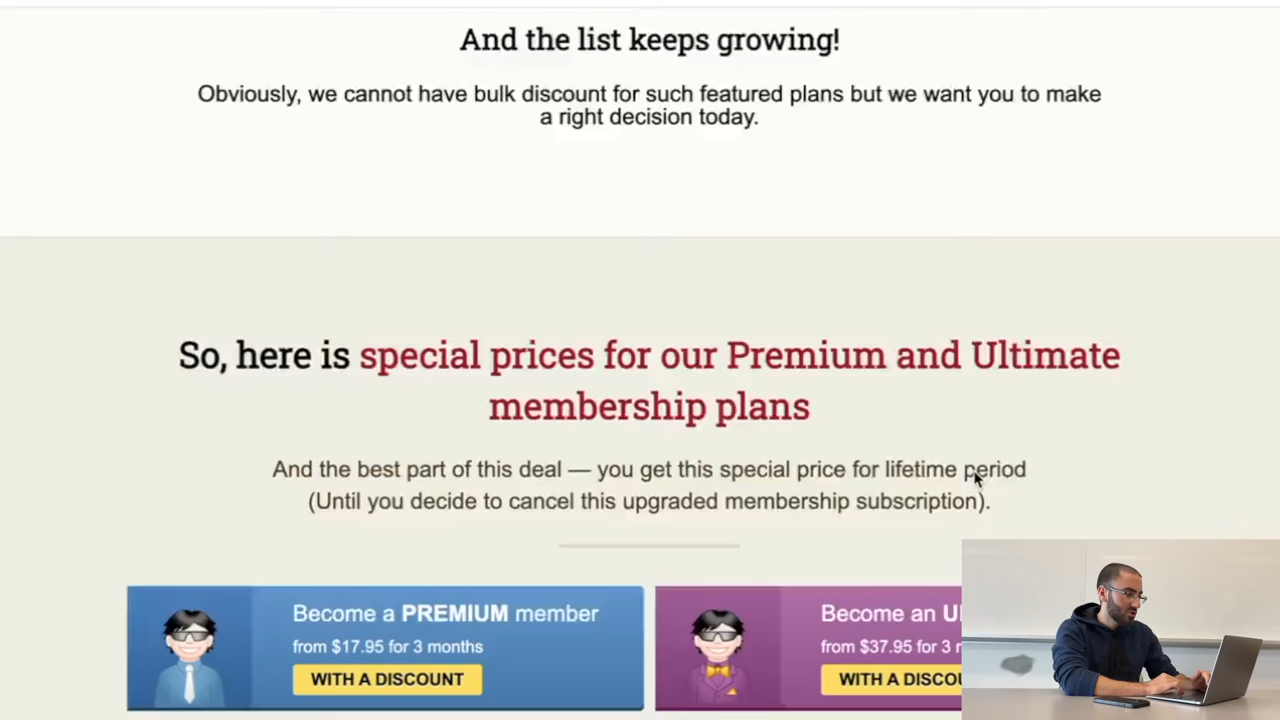 And the list keeps growing!
Obviously, we cannot have bulk discount for such featured plans but we want you to make
a right decision today.
So, here is special prices for our Premium and Ultimate
membership plans
And the best part of this deal — you get this special price for lifetime period
(Until you decide to cancel this upgraded membership subscription).
Become a PREMIUM member
from $17.95 for 3 months
WITH A DISCOUNT
Become an
from $37.95 for 3
WITH A